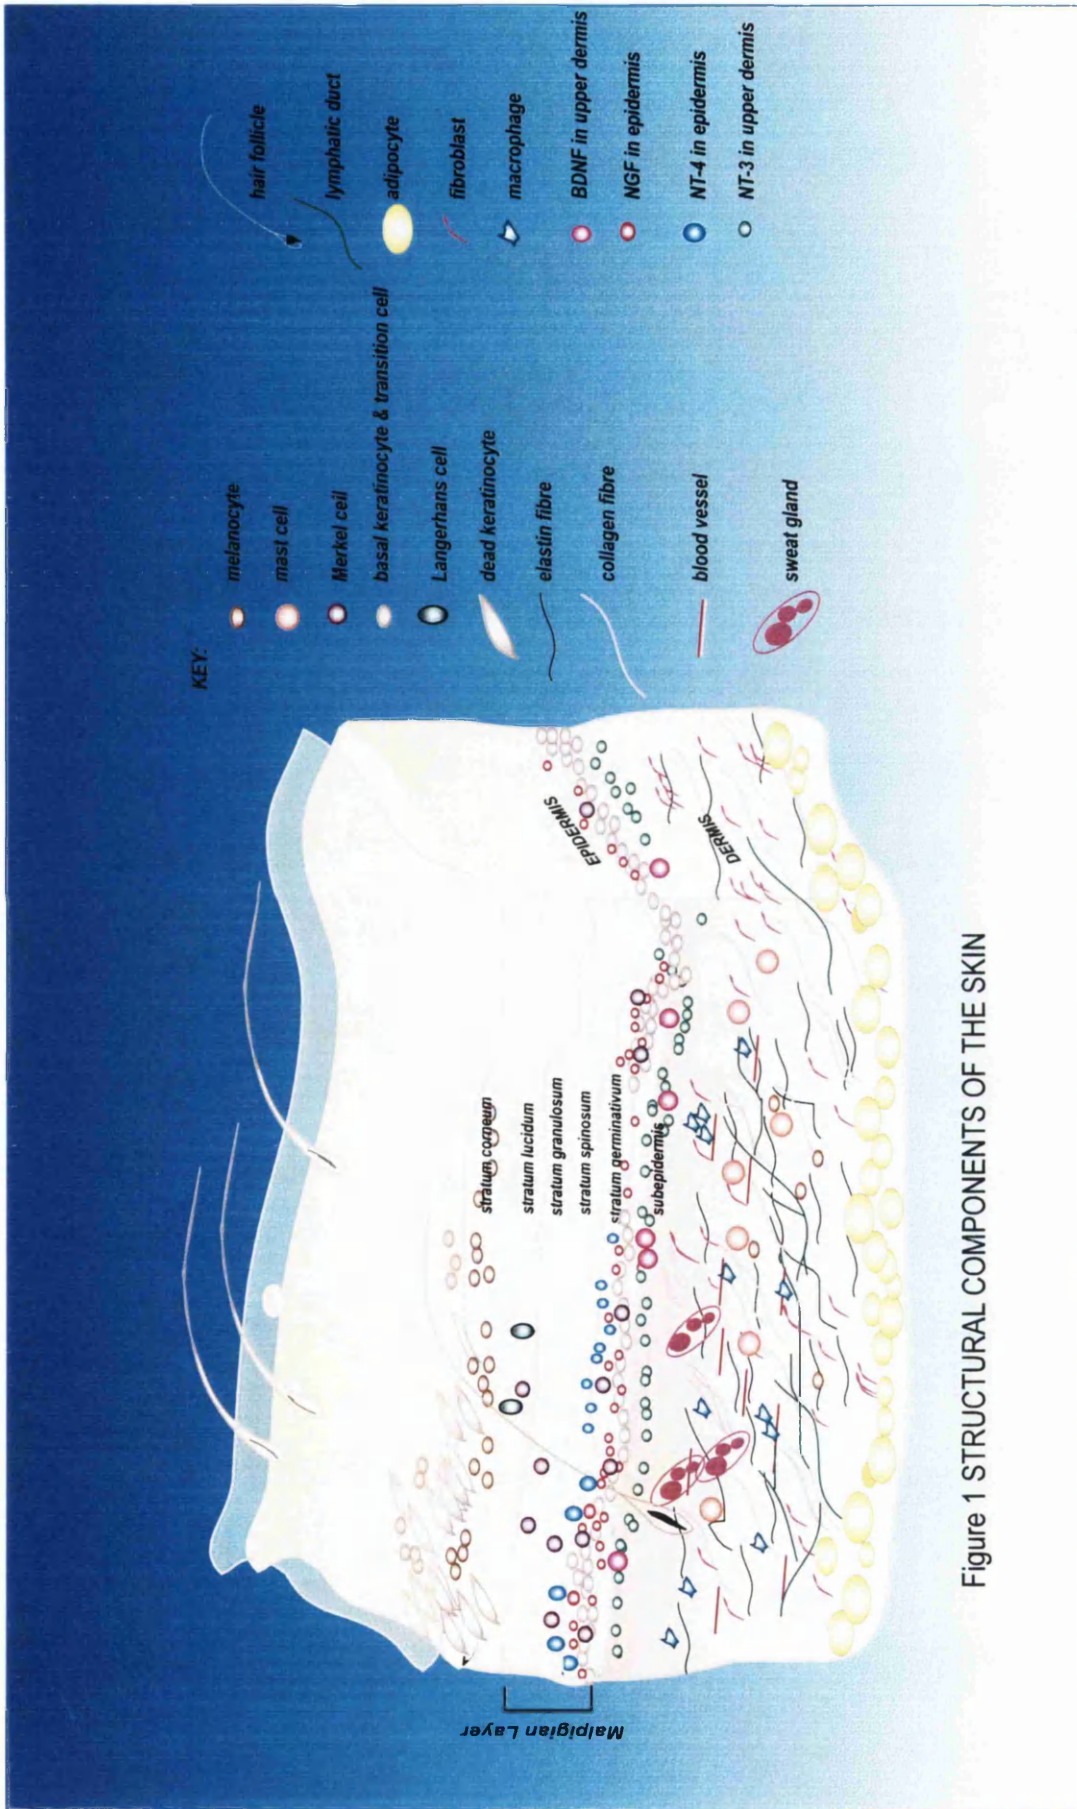 KEY:
melanocyte
mast cell
Merkel cell
basal keratinocyte & transition cell
Langerhans cell
dead keratinocyte
elastin fibre
collagen fibre
blood vessel
sweat gland
hair follicle
lymphatic duct
adipocyte
fibroblast
macrophage
BDNF in upper dermis
NGF in epidermis
NT-4 in epidermis
NT-3 in upper dermis
EPIDERMIS
DERMIS
stratum corneum
stratum lucidum
stratum granulosum
stratum spinosum
stratum germinativum
subepidermis
Malpigian Layer
Figure 1 STRUCTURAL COMPONENTS OF THE SKIN